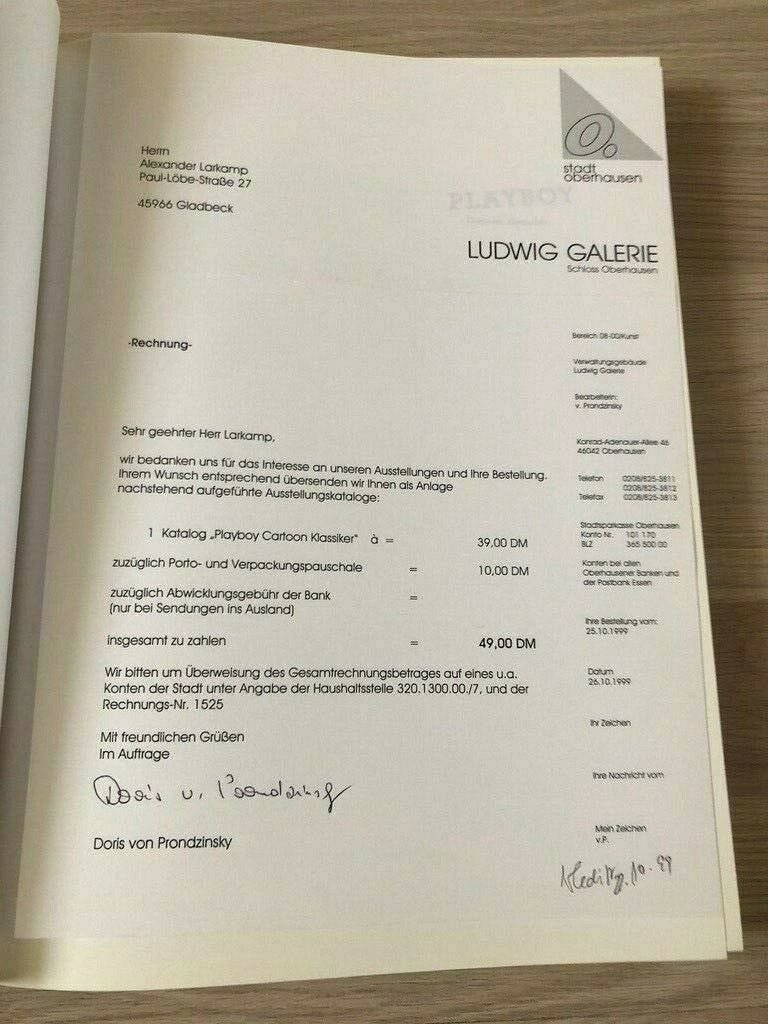 O.
stadt
oberhausen
Herrn
Alexander Larkamp
Paul-Löbe-Straße 27
45966 Gladbeck
PLAYBOY
LUDWIG GALERIE
Schloss Oberhausen
-Rechnung-
Sehr geehrter Herr Larkamp,
wir bedanken uns für das Interesse an unseren Ausstellungen und Ihre Bestellung.
Ihrem Wunsch entsprechend übersenden wir Ihnen als Anlage
nachstehend aufgeführte Ausstellungskataloge:
1 Katalog „Playboy Cartoon Klassiker" à = 39,00 DM
zuzüglich Porto- und Verpackungspauschale = 10,00 DM
zuzüglich Abwicklungsgebühr der Bank =
(nur bei Sendungen ins Ausland)
insgesamt zu zahlen = 49,00 DM
Wir bitten um Überweisung des Gesamtrechnungsbetrages auf eines u.a.
Konten der Stadt unter Angabe der Haushaltsstelle 320.1300.00./7, und der
Rechnungs-Nr. 1525
Mit freundlichen Grüßen
Im Auftrage
Doris v. Prondzinsky
Doris von Prondzinsky
Bereich 08-00/Kunst
Verwaltungsgebäude
Ludwig Galerie
Bearbeiterin:
v. Prondzinsky
Konrad-Adenauer-Allee 46
46042 Oberhausen
Telefon 0208/825-3811
0208/825-3812
Telefax 0208/825-3813
Stadtsparkasse Oberhausen
Konto Nr. 101 170
BLZ 365 500 00
Konten bei allen
Oberhausener Banken und
der Postbank Essen
Ihre Bestellung vom:
25.10.1999
Datum
26.10.1999
Ihr Zeichen
Ihre Nachricht vom
Mein Zeichen
v.P.
10.99